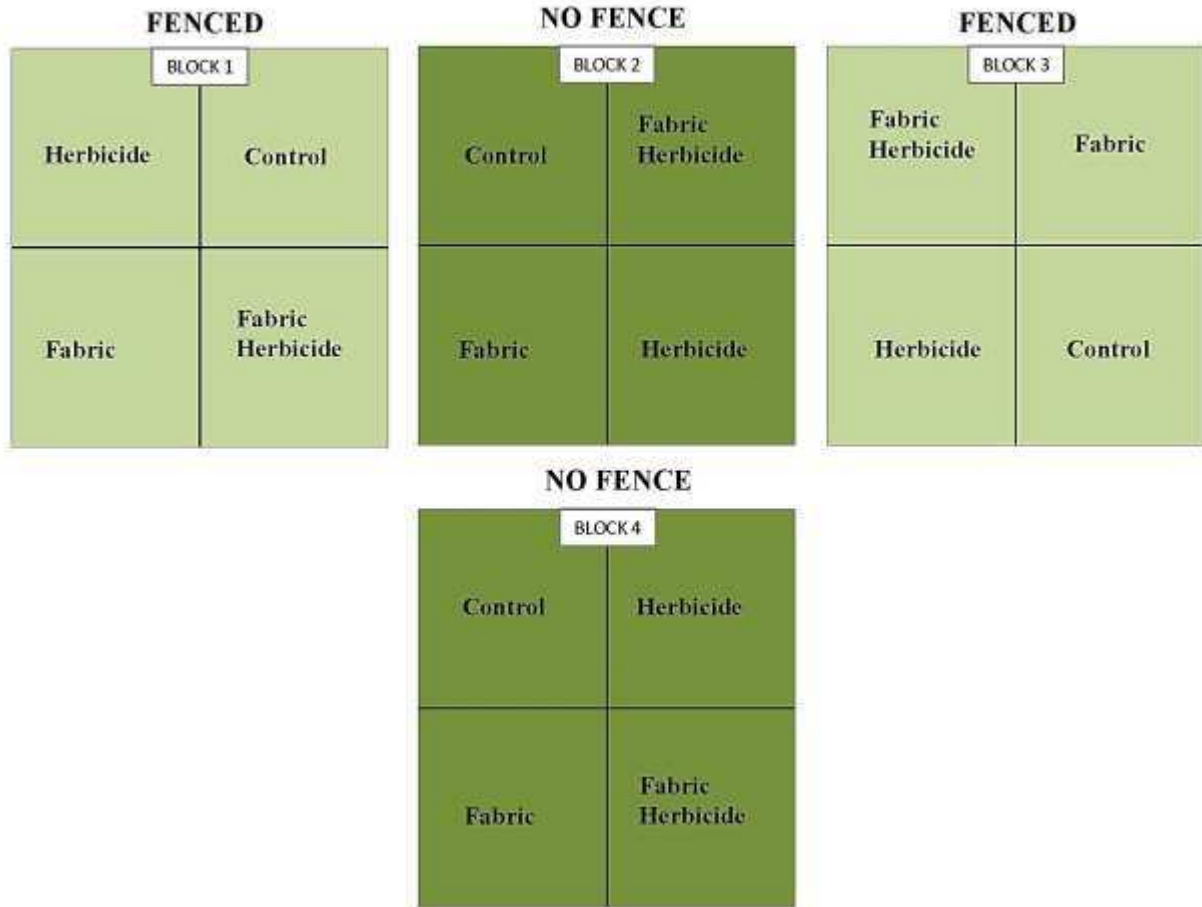 FENCED
NO FENCE
FENCED
BLOCK 1
BLOCK 2
BLOCK 3
Herbicide
Control
Fabric
Fabric
Herbicide
Control
Fabric
Herbicide
Fabric
Herbicide
Fabric
Herbicide
Fabric
Herbicide
Control
NO FENCE
BLOCK 4
Control
Herbicide
Fabric
Fabric
Herbicide